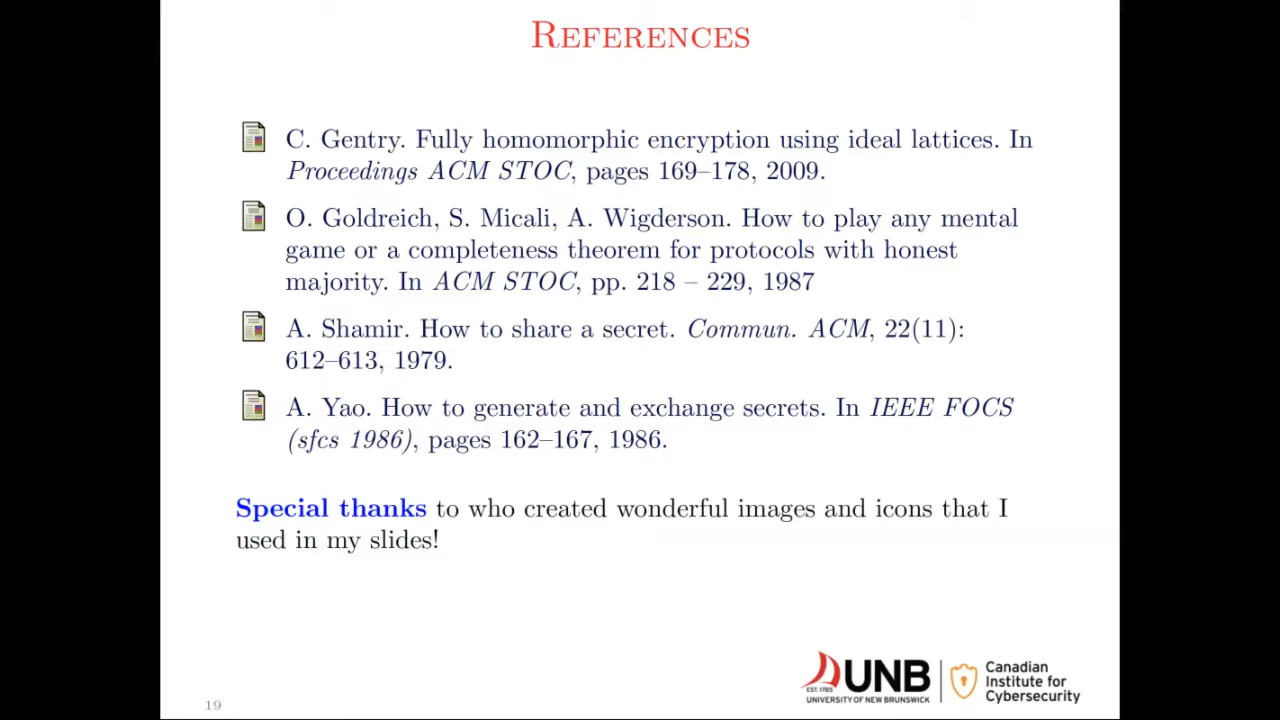 REFERENCES
C. Gentry. Fully homomorphic encryption using ideal lattices. In
Proceedings ACM STOC, pages 169–178, 2009.
O. Goldreich, S. Micali, A. Wigderson. How to play any mental
game or a completeness theorem for protocols with honest
majority. In ACM STOC, pp. 218 – 229, 1987
A. Shamir. How to share a secret. Commun. ACM, 22(11):
612–613, 1979.
A. Yao. How to generate and exchange secrets. In IEEE FOCS
(sfcs 1986), pages 162–167, 1986.
Special thanks to who created wonderful images and icons that I
used in my slides!
EST. 1785
UNB
UNIVERSITY OF NEW BRUNSWICK
Canadian
Institute for
Cybersecurity
19